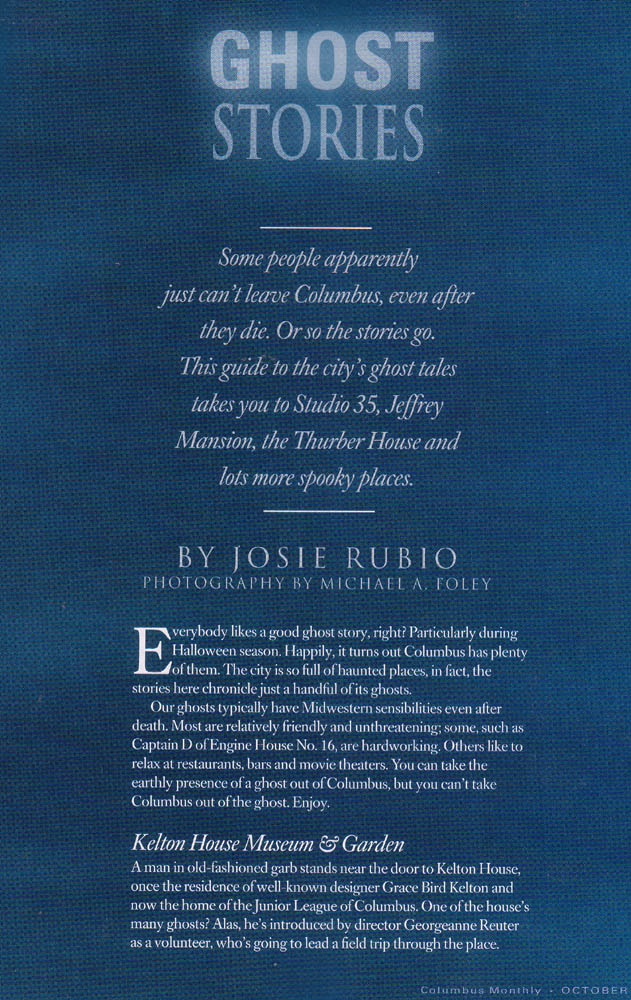 GHOST
STORIES
Some people apparently
just can't leave Columbus, even after
they die. Or so the stories go.
This guide to the city's ghost tales
takes you to Studio 35, Jeffrey
Mansion, the Thurber House and
lots more spooky places.
BY JOSIE RUBIO
PHOTOGRAPHY BY MICHAEL A. FOLEY
Everybody likes a good ghost story, right? Particularly during
Halloween season. Happily, it turns out Columbus has plenty
of them. The city is so full of haunted places, in fact, the
stories here chronicle just a handful of its ghosts.
Our ghosts typically have Midwestern sensibilities even after
death. Most are relatively friendly and unthreatening; some, such as
Captain D of Engine House No. 16, are hardworking. Others like to
relax at restaurants, bars and movie theaters. You can take the
earthly presence of a ghost out of Columbus, but you can't take
Columbus out of the ghost. Enjoy.
Kelton House Museum & Garden
A man in old-fashioned garb stands near the door to Kelton House,
once the residence of well-known designer Grace Bird Kelton and
now the home of the Junior League of Columbus. One of the house's
many ghosts? Alas, he's introduced by director Georgeanne Reuter
as a volunteer, who's going to lead a field trip through the place.
Columbus Monthly • OCTOBER